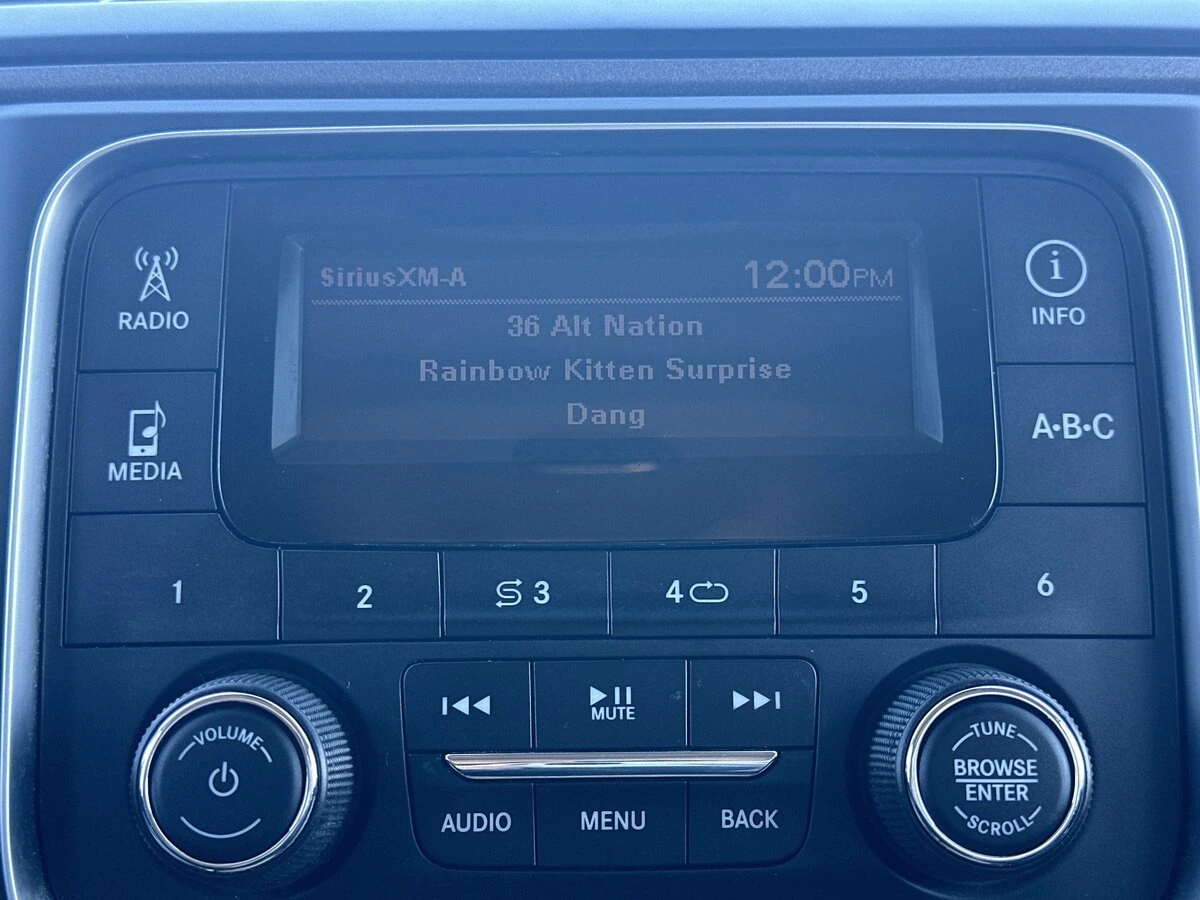 SiriusXM-A 12:00PM
36 Alt Nation
Rainbow Kitten Surprise
Dang
RADIO
MEDIA
i
INFO
A•B•C
1 2 3 4 5 6
VOLUME
MUTE
AUDIO MENU BACK
TUNE
BROWSE
ENTER
SCROLL